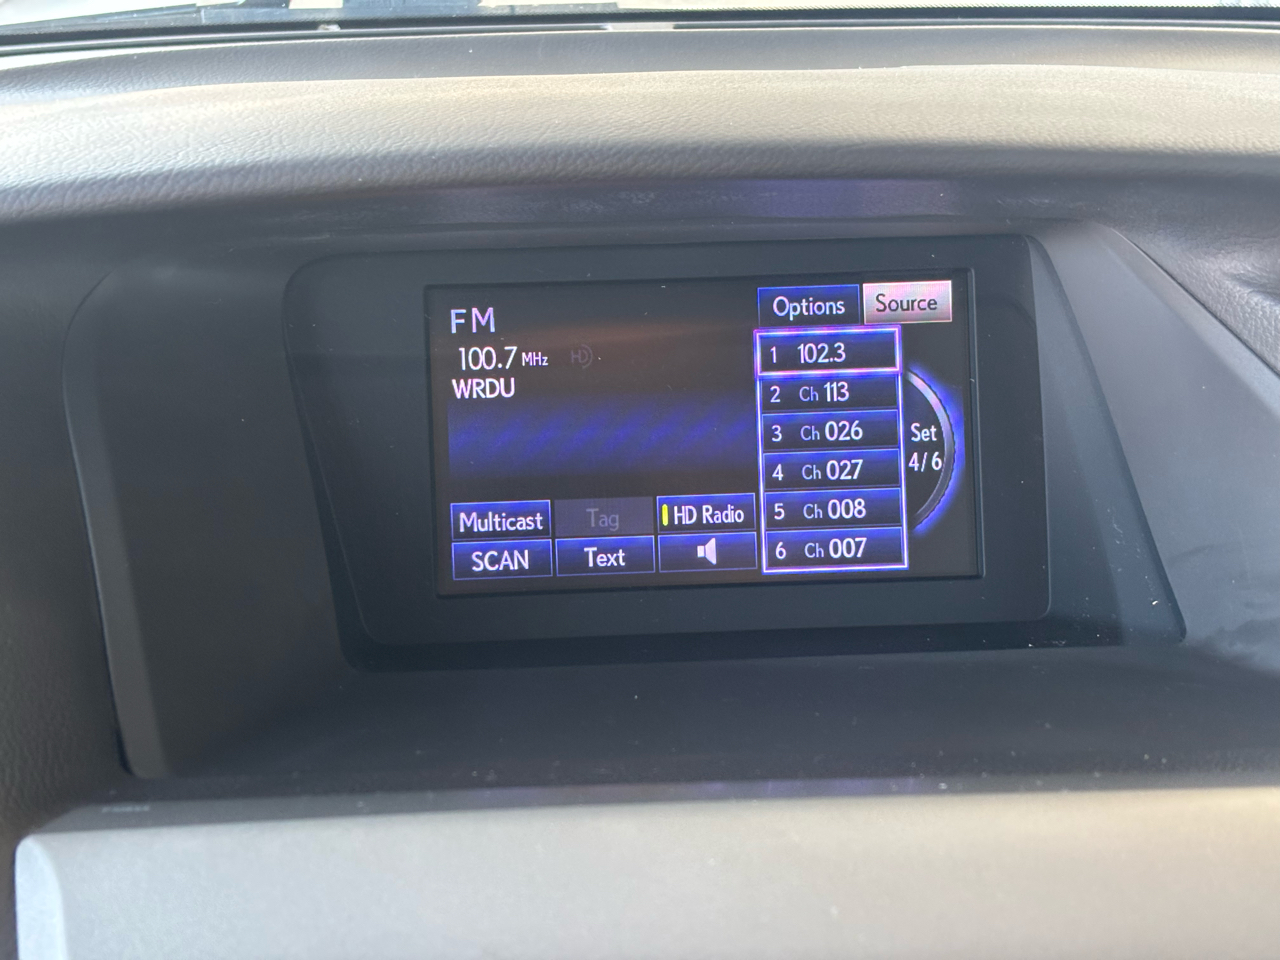 FM
100.7 MHz HD
WRDU
Options
Source
1 102.3
2 Ch 113
3 Ch 026
4 Ch 027
5 Ch 008
6 Ch 007
Set
4/6
Multicast
Tag
HD Radio
SCAN
Text